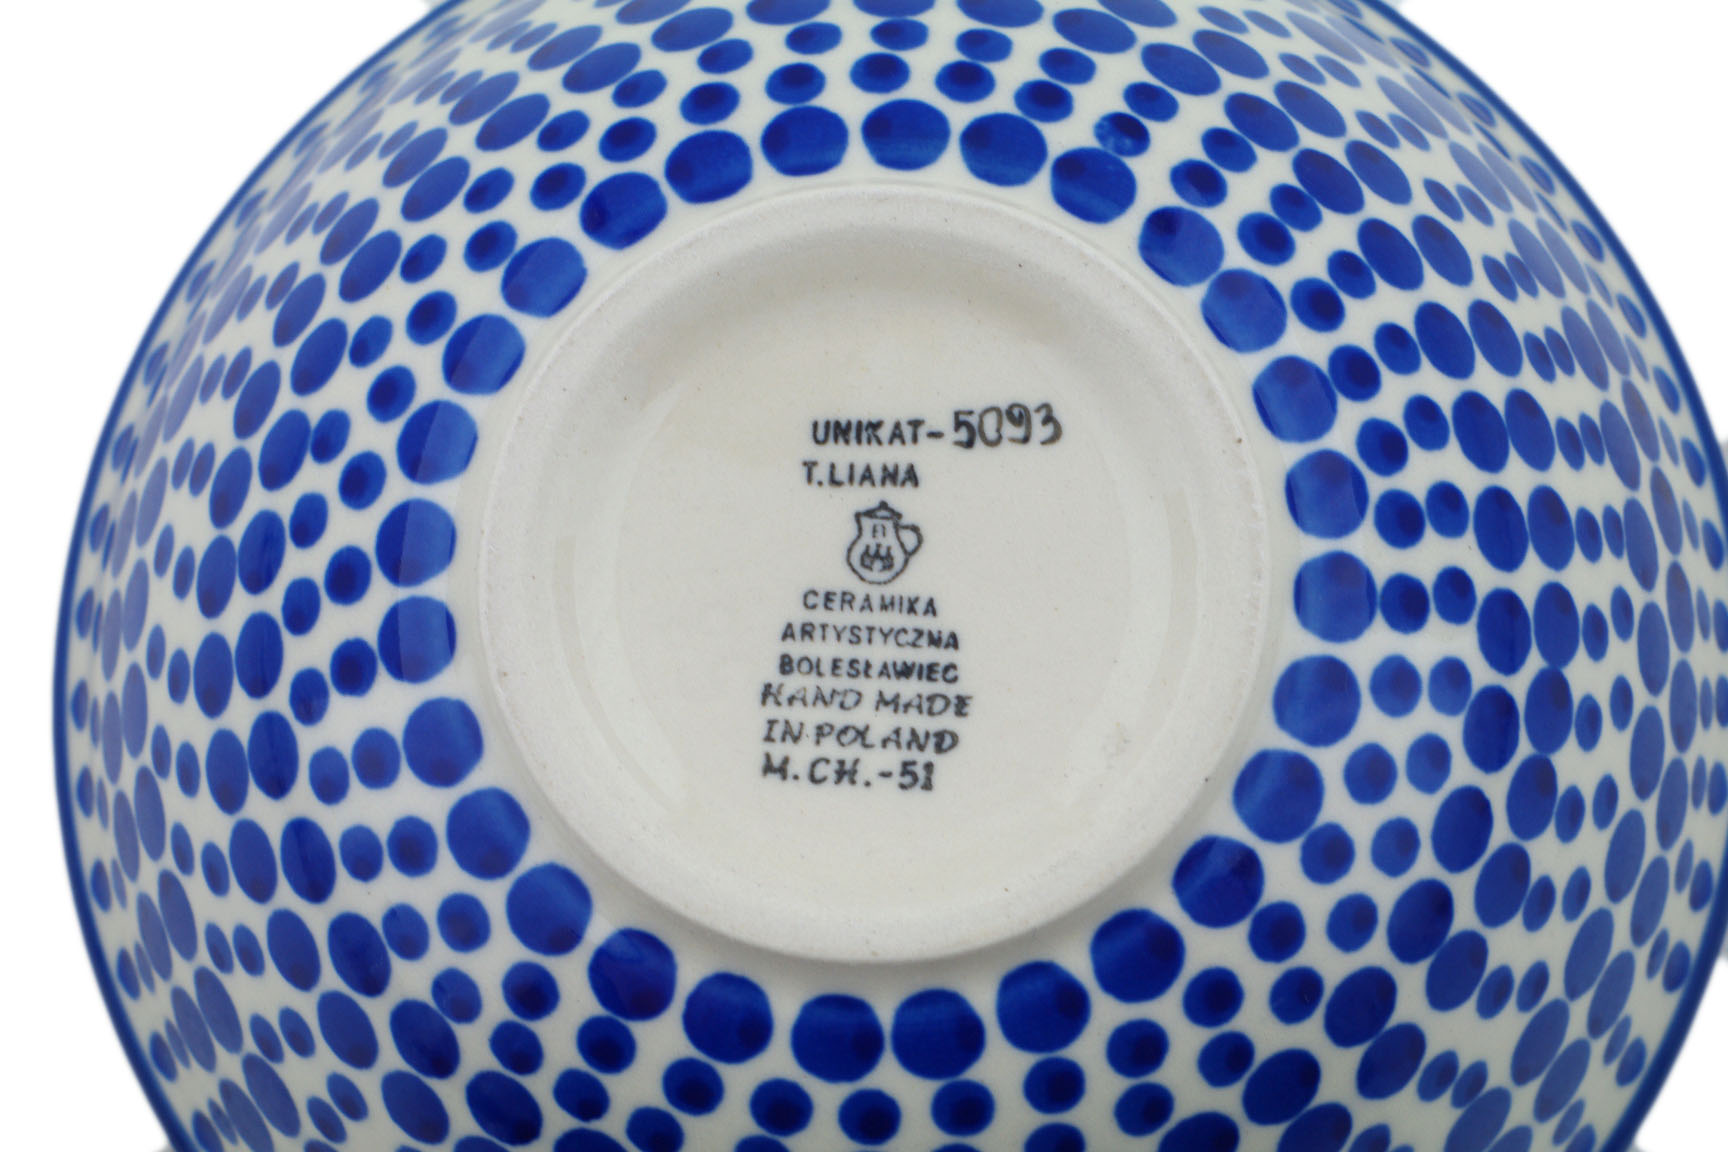 UNIKAT-5093
T.LIANA
CERAMIKA
ARTYSTYCZNA
BOLESŁAWIEC
HAND MADE
IN POLAND
M.CH.-51